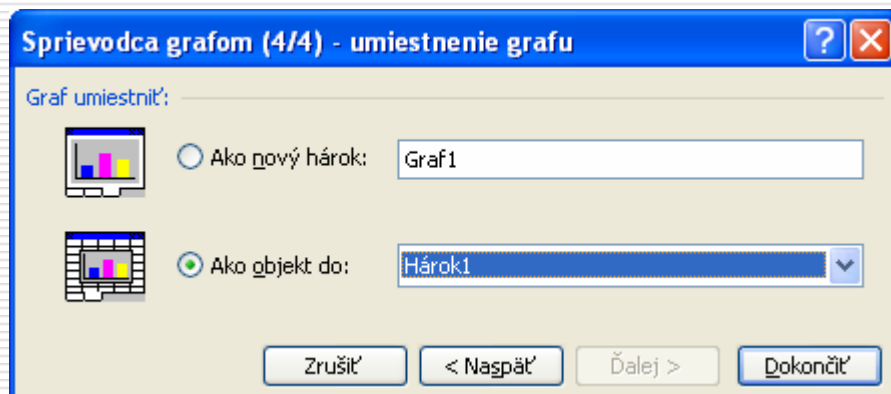 Sprievodca grafom (4/4) - umiestnenie grafu
Graf umiestniť:
Ako nový hárok: Graf1
Ako objekt do: Hárok1
Zrušiť < Naspäť Ďalej > Dokončiť